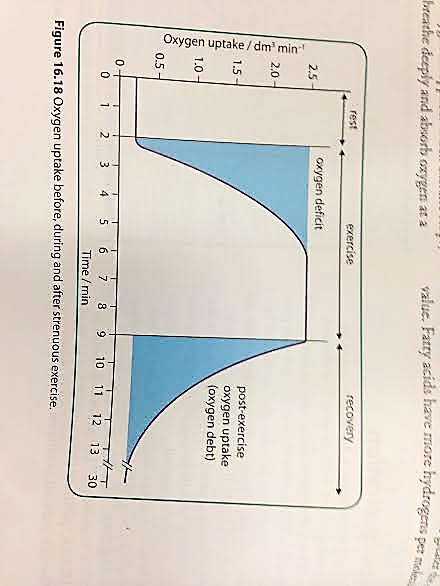 breathe deeply and absorb oxygen at a
value. Fatty acids have more hydrogens per
rest
exercise
recovery
oxygen deficit
post-exercise
oxygen uptake
(oxygen debt)
Oxygen uptake / dm³ min⁻¹
2.5
2.0
1.5
1.0
0.5
0
0 1 2 3 4 5 6 7 8 9 10 11 12 13 30
Time / min
Figure 16.18 Oxygen uptake before, during and after strenuous exercise.